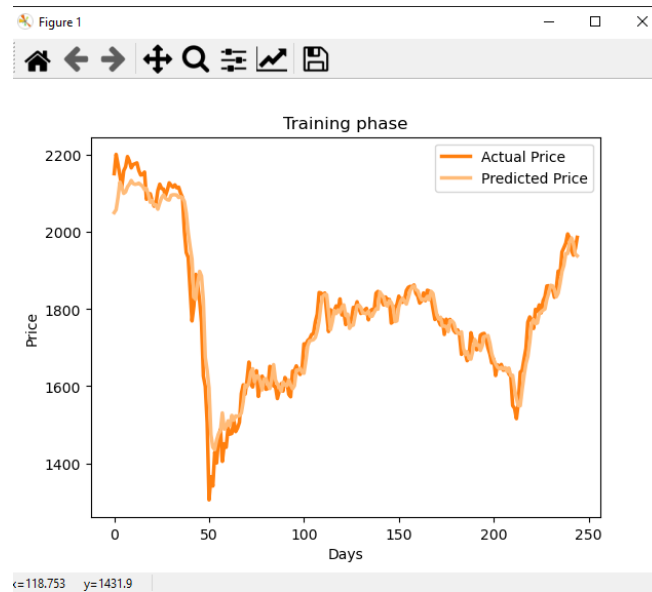 Figure 1
Training phase
Actual Price
Predicted Price
2200
2000
1800
1600
1400
Price
0 50 100 150 200 250
Days
x=118.753 y=1431.9